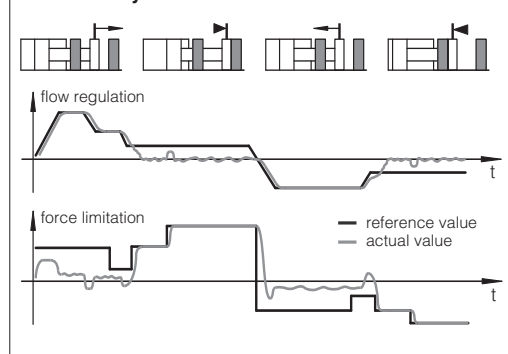 flow regulation
t
force limitation
reference value
actual value
t